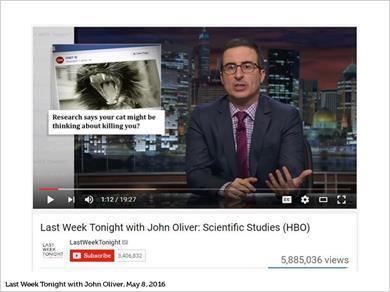 Research says your cat might be
thinking about killing you?
1:12 / 19:27
Last Week Tonight with John Oliver: Scientific Studies (HBO)
LAST
WEEK
TONIGHT
LastWeekTonight
Subscribe 3,406,832
5,885,036 views
Last Week Tonight with John Oliver, May 8, 2016